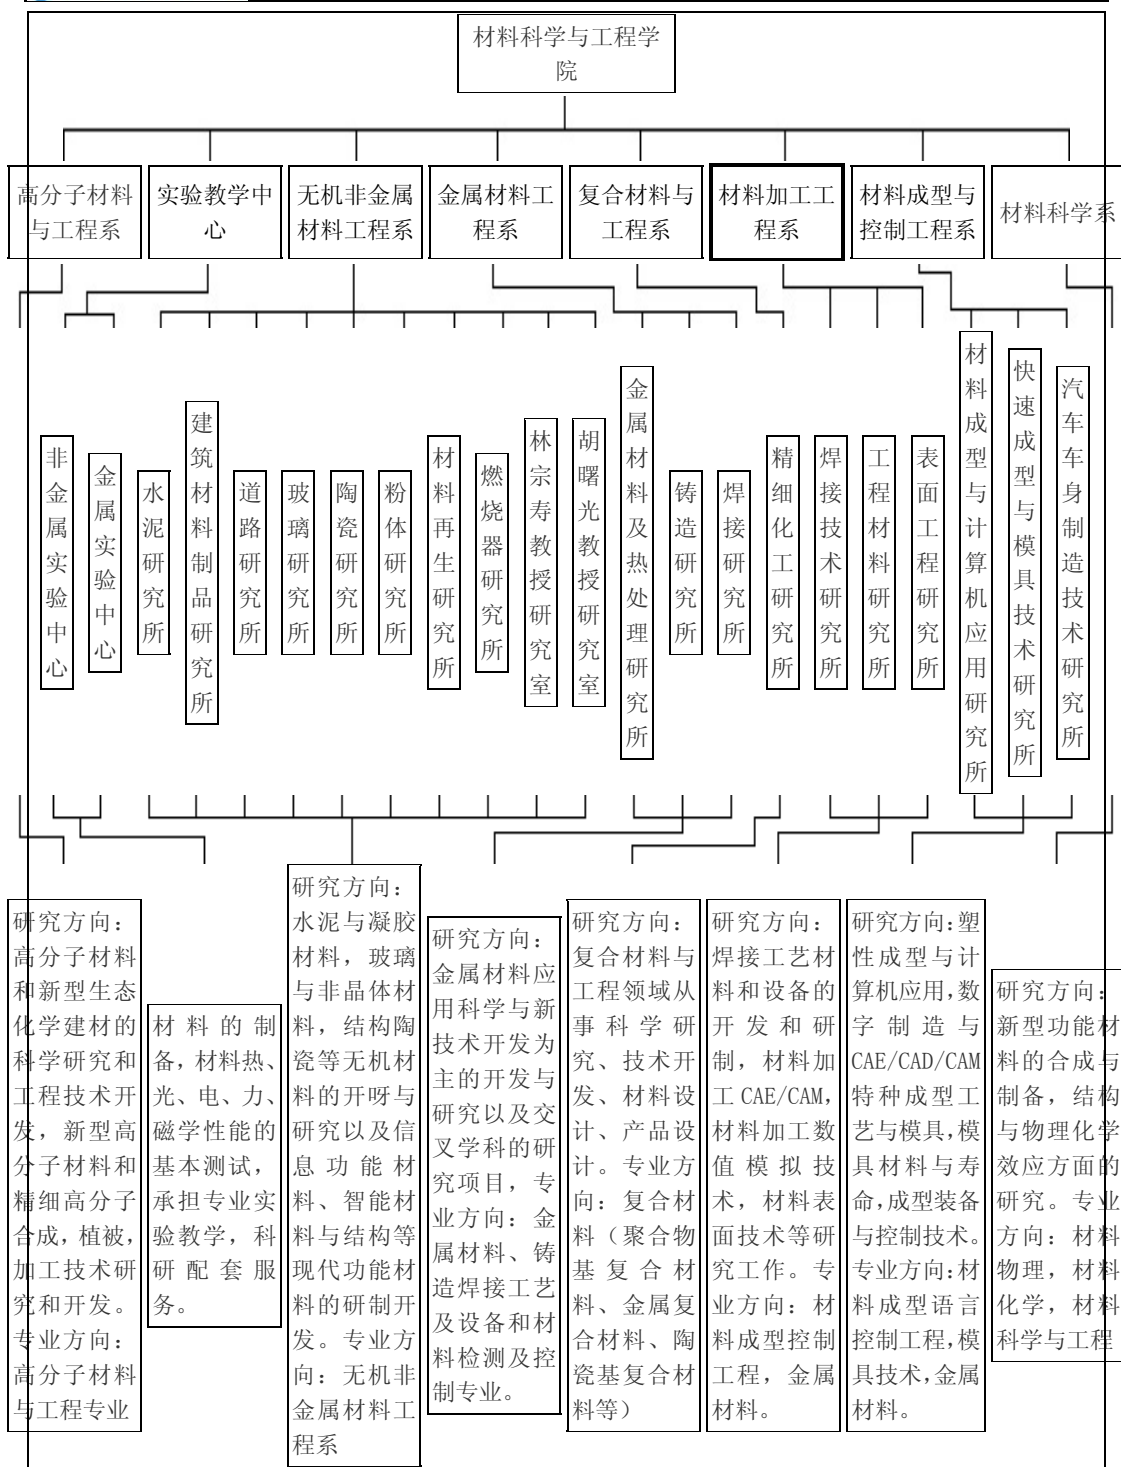 材料科学与工程学
院
高分子材料
与工程系
实验教学中
心
无机非金属
材料工程系
金属材料工
程系
复合材料与
工程系
材料加工工
程系
材料成型与
控制工程系
材料科学系
非金属实验中心
金属实验中心
水泥研究所
建筑材料制品研究所
道路研究所
玻璃研究所
陶瓷研究所
粉体研究所
材料再生研究所
燃烧器研究所
林宗寿教授研究室
胡曙光教授研究室
金属材料及热处理研究所
铸造研究所
焊接研究所
精细化工研究所
焊接技术研究所
工程材料研究所
表面工程研究所
材料成型与计算机应用研究所
快速成型与模具技术研究所
汽车车身制造技术研究所
研究方向：
高分子材料
和新型生态
化学建材的
科学研究和
工程技术开
发，新型高
分子材料和
精细高分子
合成，植被，
加工技术研
究和开发。
专业方向：
高分子材料
与工程专业
材料的制
备，材料热、
光、电、力、
磁学性能的
基本测试，
承担专业实
验教学，科
研配套服
务。
研究方向：
水泥与凝胶
材料，玻璃
与非晶体材
料，结构陶
瓷等无机材
料的开呀与
研究以及信
息功能材
料、智能材
料与结构等
现代功能材
料的研制开
发。专业方
向：无机非
金属材料工
程系
研究方向：
金属材料应
用科学与新
技术开发为
主的开发与
研究以及交
叉学科的研
究项目，专
业方向：金
属材料、铸
造焊接工艺
及设备和材
料检测及控
制专业。
研究方向：
复合材料与
工程领域从
事科学研
究、技术开
发、材料设
计、产品设
计。专业方
向：复合材
料（聚合物
基复合材
料、金属复
合材料、陶
瓷基复合材
料等）
研究方向：
焊接工艺材
料和设备的
开发和研
制，材料加
工 CAE/CAM，
材料加工数
值模拟技
术，材料表
面技术等研
究工作。专
业方向：材
料成型控制
工程，金属
材料。
研究方向：塑
性成型与计
算机应用，数
字制造与
CAE/CAD/CAM
特种成型工
艺与模具，模
具材料与寿
命，成型装备
与控制技术。
专业方向：材
料成型语言
控制工程，模
具技术，金属
材料。
研究方向：
新型功能材
料的合成与
制备，结构
与物理化学
效应方面的
研究。专业
方向：材料
物理，材料
化学，材料
科学与工程